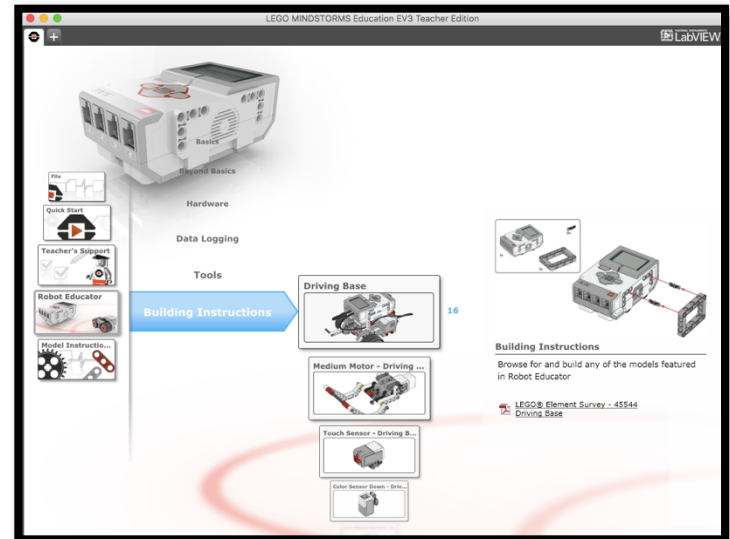 LEGO MINDSTORMS Education EV3 Teacher Edition
LabVIEW
Basics
Beyond Basics
Hardware
Data Logging
Tools
Building Instructions
File
Quick Start
Teacher's Support
Robot Educator
Model Instructio...
Driving Base
16
Medium Motor - Driving ...
Touch Sensor - Driving B...
Color Sensor Down - Driv...
Building Instructions
Browse for and build any of the models featured
in Robot Educator
LEGO® Element Survey - 45544
Driving Base